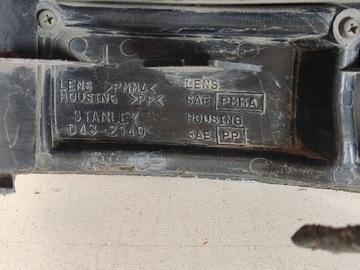 LENS >PMMA<
HOUSING >PP<
STANLEY
043-2140
LENS
SAE PMMA
HOUSING
SAE PP